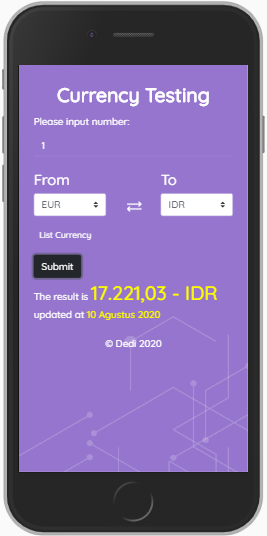 Currency Testing
Please input number:
1
From To
EUR IDR
List Currency
Submit
The result is 17.221,03 - IDR
updated at 10 Agustus 2020
© Dedi 2020